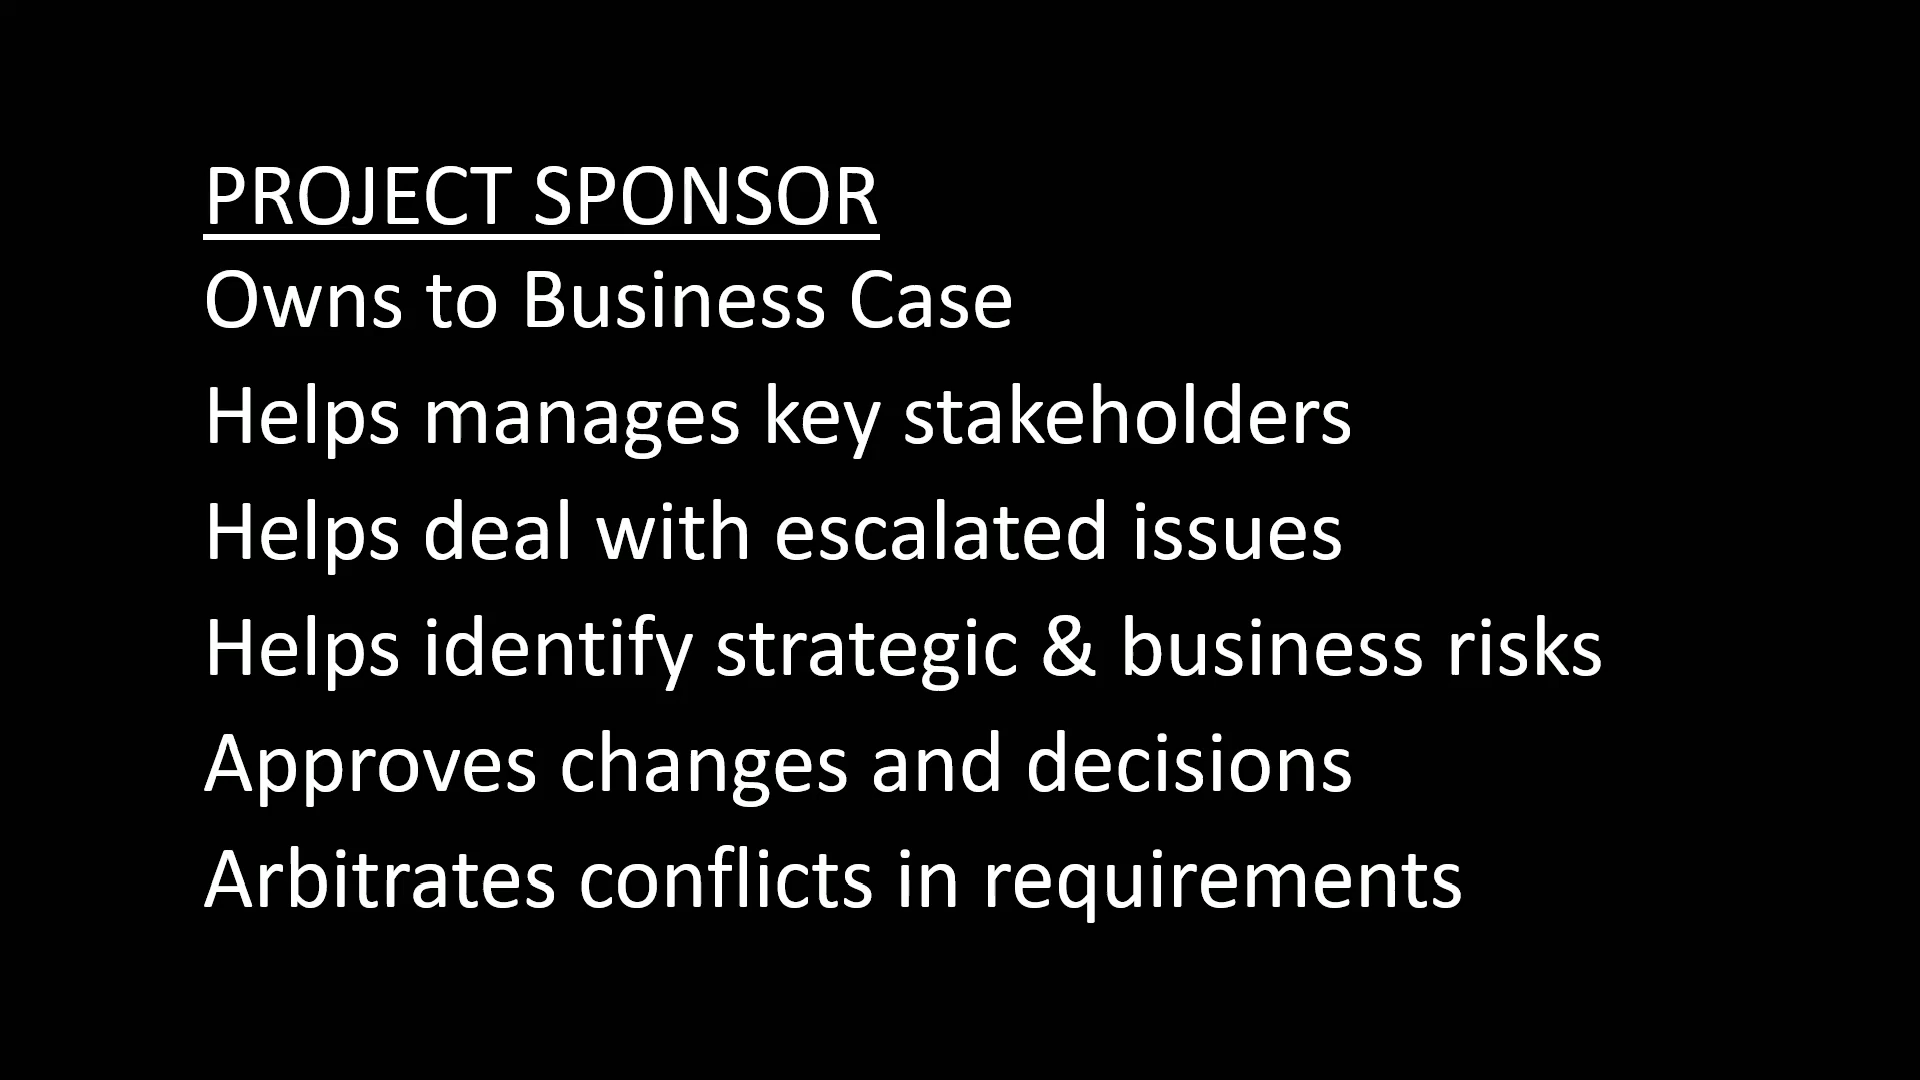 PROJECT SPONSOR
Owns to Business Case
Helps manages key stakeholders
Helps deal with escalated issues
Helps identify strategic & business risks
Approves changes and decisions
Arbitrates conflicts in requirements